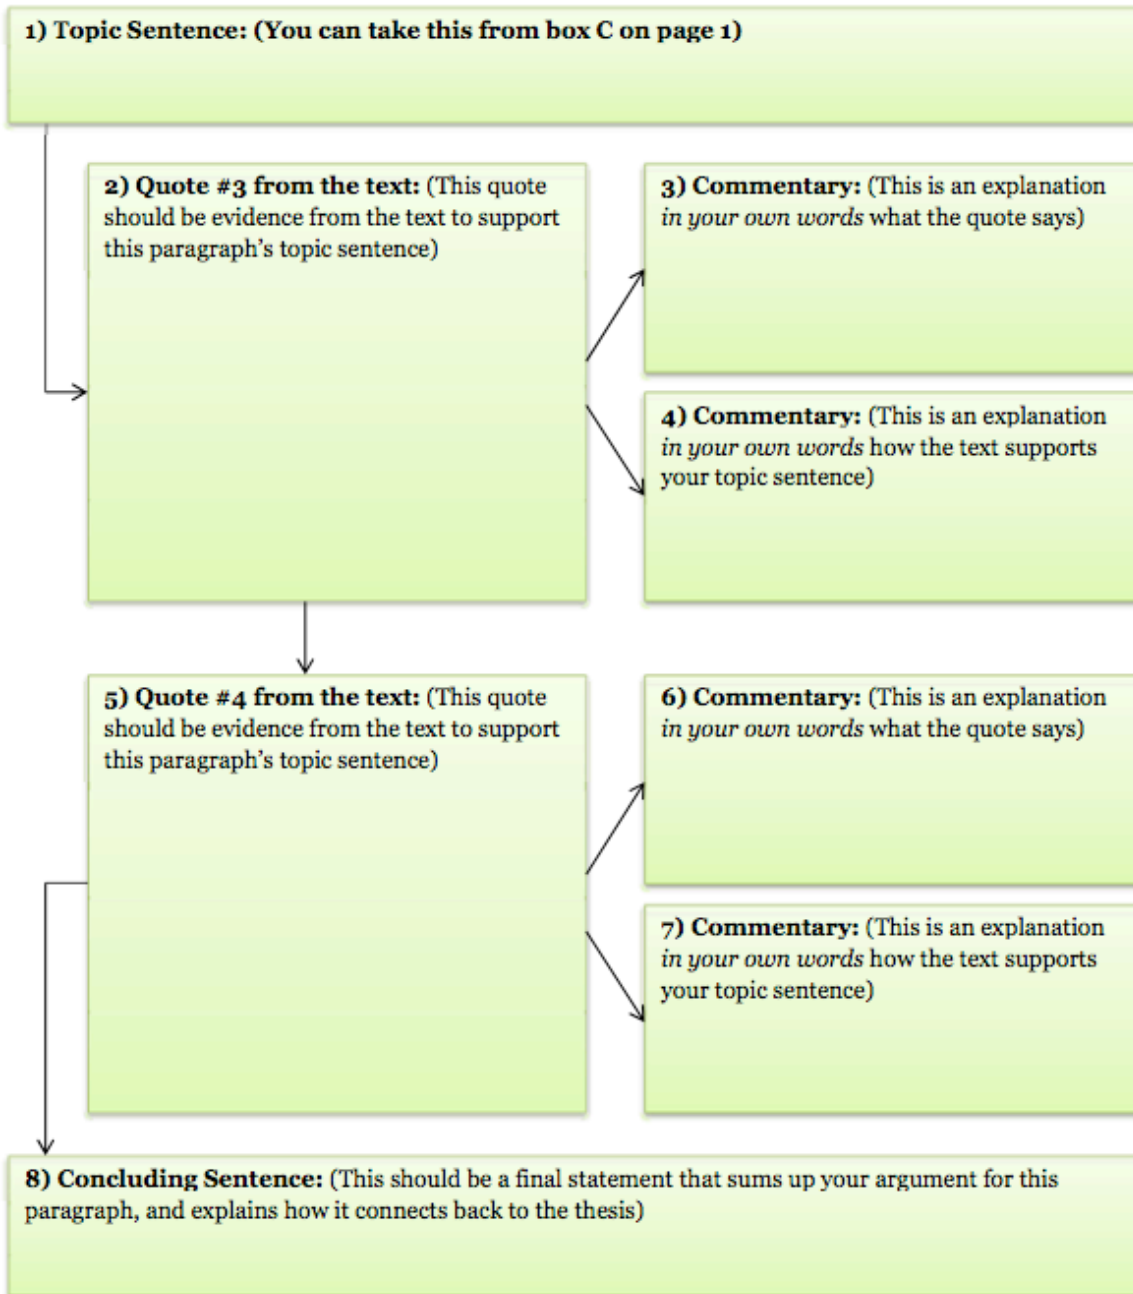 1) Topic Sentence: (You can take this from box C on page 1)
2) Quote #3 from the text: (This quote
should be evidence from the text to support
this paragraph's topic sentence)
3) Commentary: (This is an explanation
in your own words what the quote says)
4) Commentary: (This is an explanation
in your own words how the text supports
your topic sentence)
5) Quote #4 from the text: (This quote
should be evidence from the text to support
this paragraph's topic sentence)
6) Commentary: (This is an explanation
in your own words what the quote says)
7) Commentary: (This is an explanation
in your own words how the text supports
your topic sentence)
8) Concluding Sentence: (This should be a final statement that sums up your argument for this
paragraph, and explains how it connects back to the thesis)